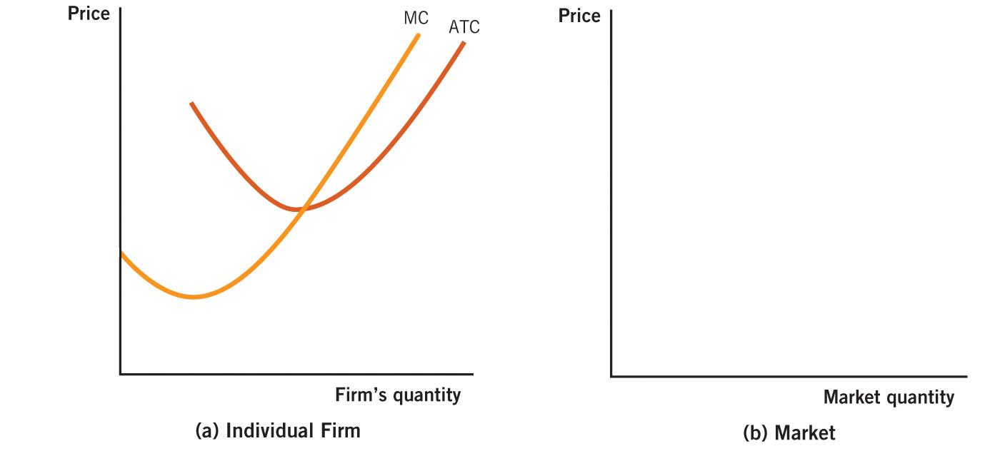 Price
MC
ATC
Firm’s quantity
(a) Individual Firm
Price
Market quantity
(b) Market